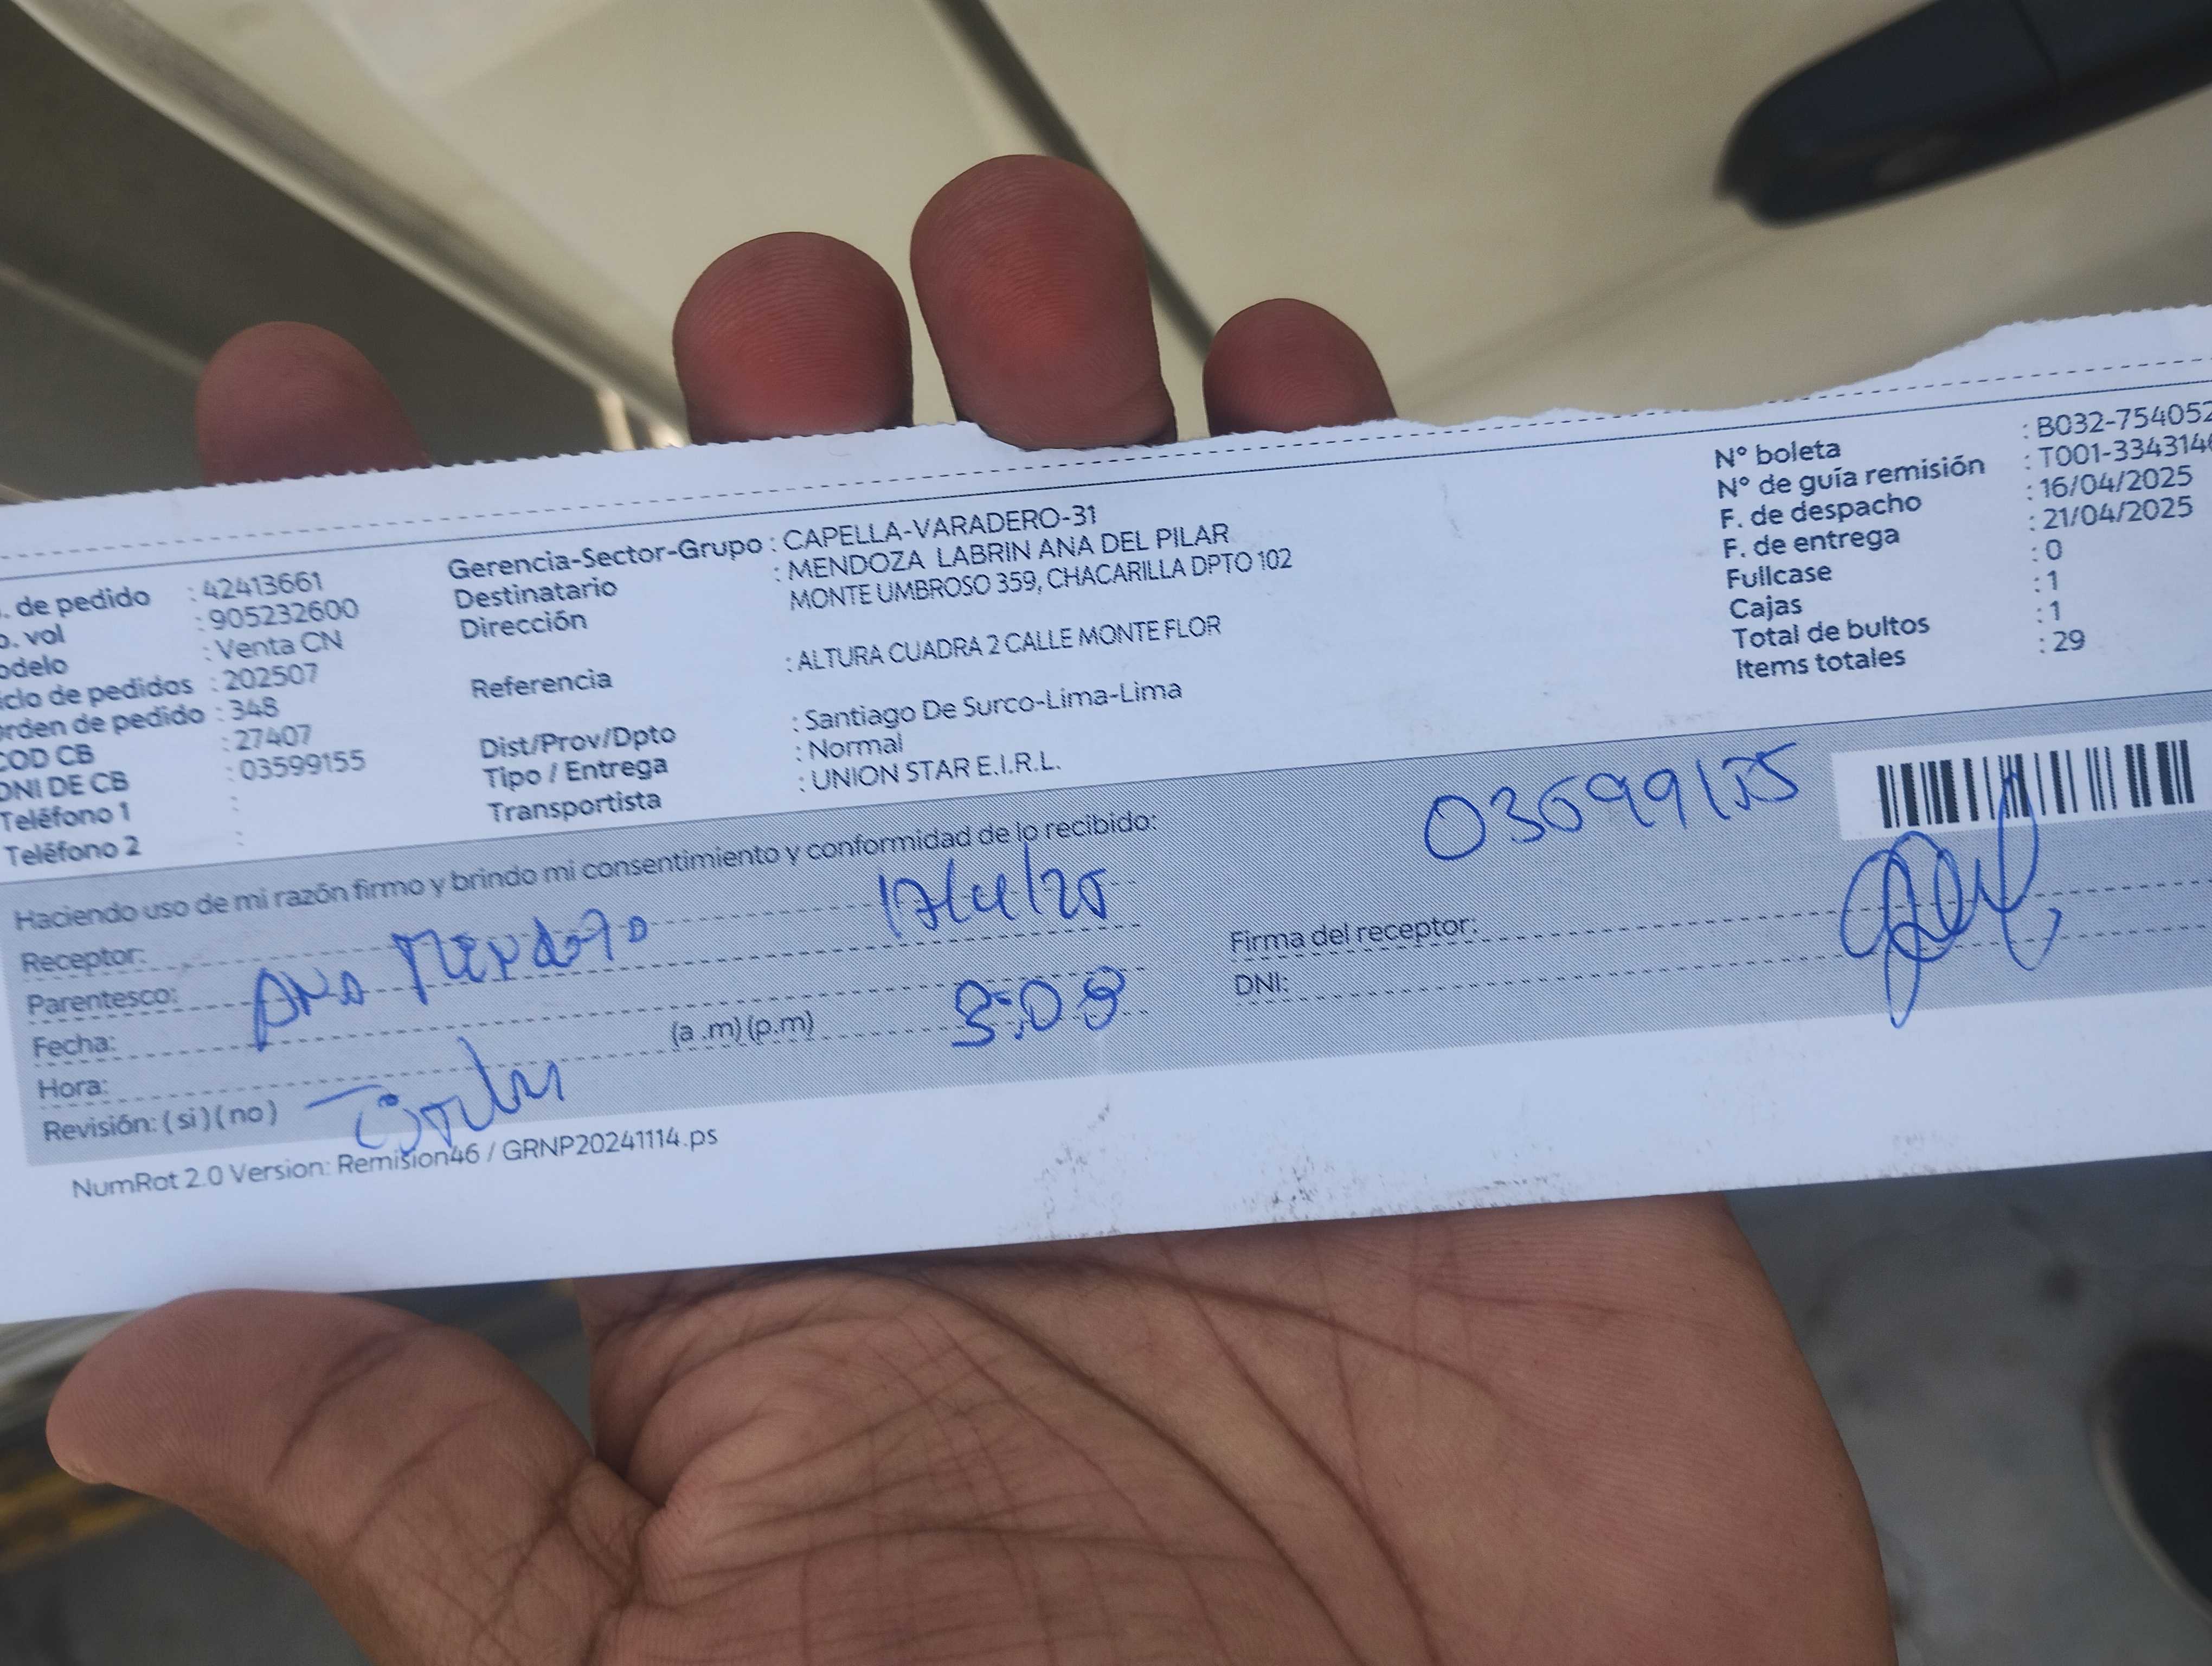 . de pedido : 42413661
o. vol : 905232600
odelo : Venta CN
iclo de pedidos : 202507
rden de pedido : 348
COD CB : 27407
DNI DE CB : 03599155
Teléfono 1 :
Teléfono 2 :
Gerencia-Sector-Grupo : CAPELLA-VARADERO-31
Destinatario : MENDOZA LABRIN ANA DEL PILAR
Dirección MONTE UMBROSO 359, CHACARILLA DPTO 102
Referencia : ALTURA CUADRA 2 CALLE MONTE FLOR
Dist/Prov/Dpto : Santiago De Surco-Lima-Lima
Tipo / Entrega : Normal
Transportista : UNION STAR E.I.R.L.
N° boleta : B032-754052
N° de guía remisión : T001-3343146
F. de despacho : 16/04/2025
F. de entrega : 21/04/2025
Fullcase : 0
Cajas : 1
Total de bultos : 1
Items totales : 29
Haciendo uso de mi razón firmo y brindo mi consentimiento y conformidad de lo recibido:
03599155
Receptor:
Parentesco: Ana Mendoza 17/4/25
Fecha:
Hora: (a .m) (p.m) 3:09
Revisión: ( si ) ( no )
Firma del receptor:
DNI:
NumRot 2.0 Version: Remision46 / GRNP20241114.ps